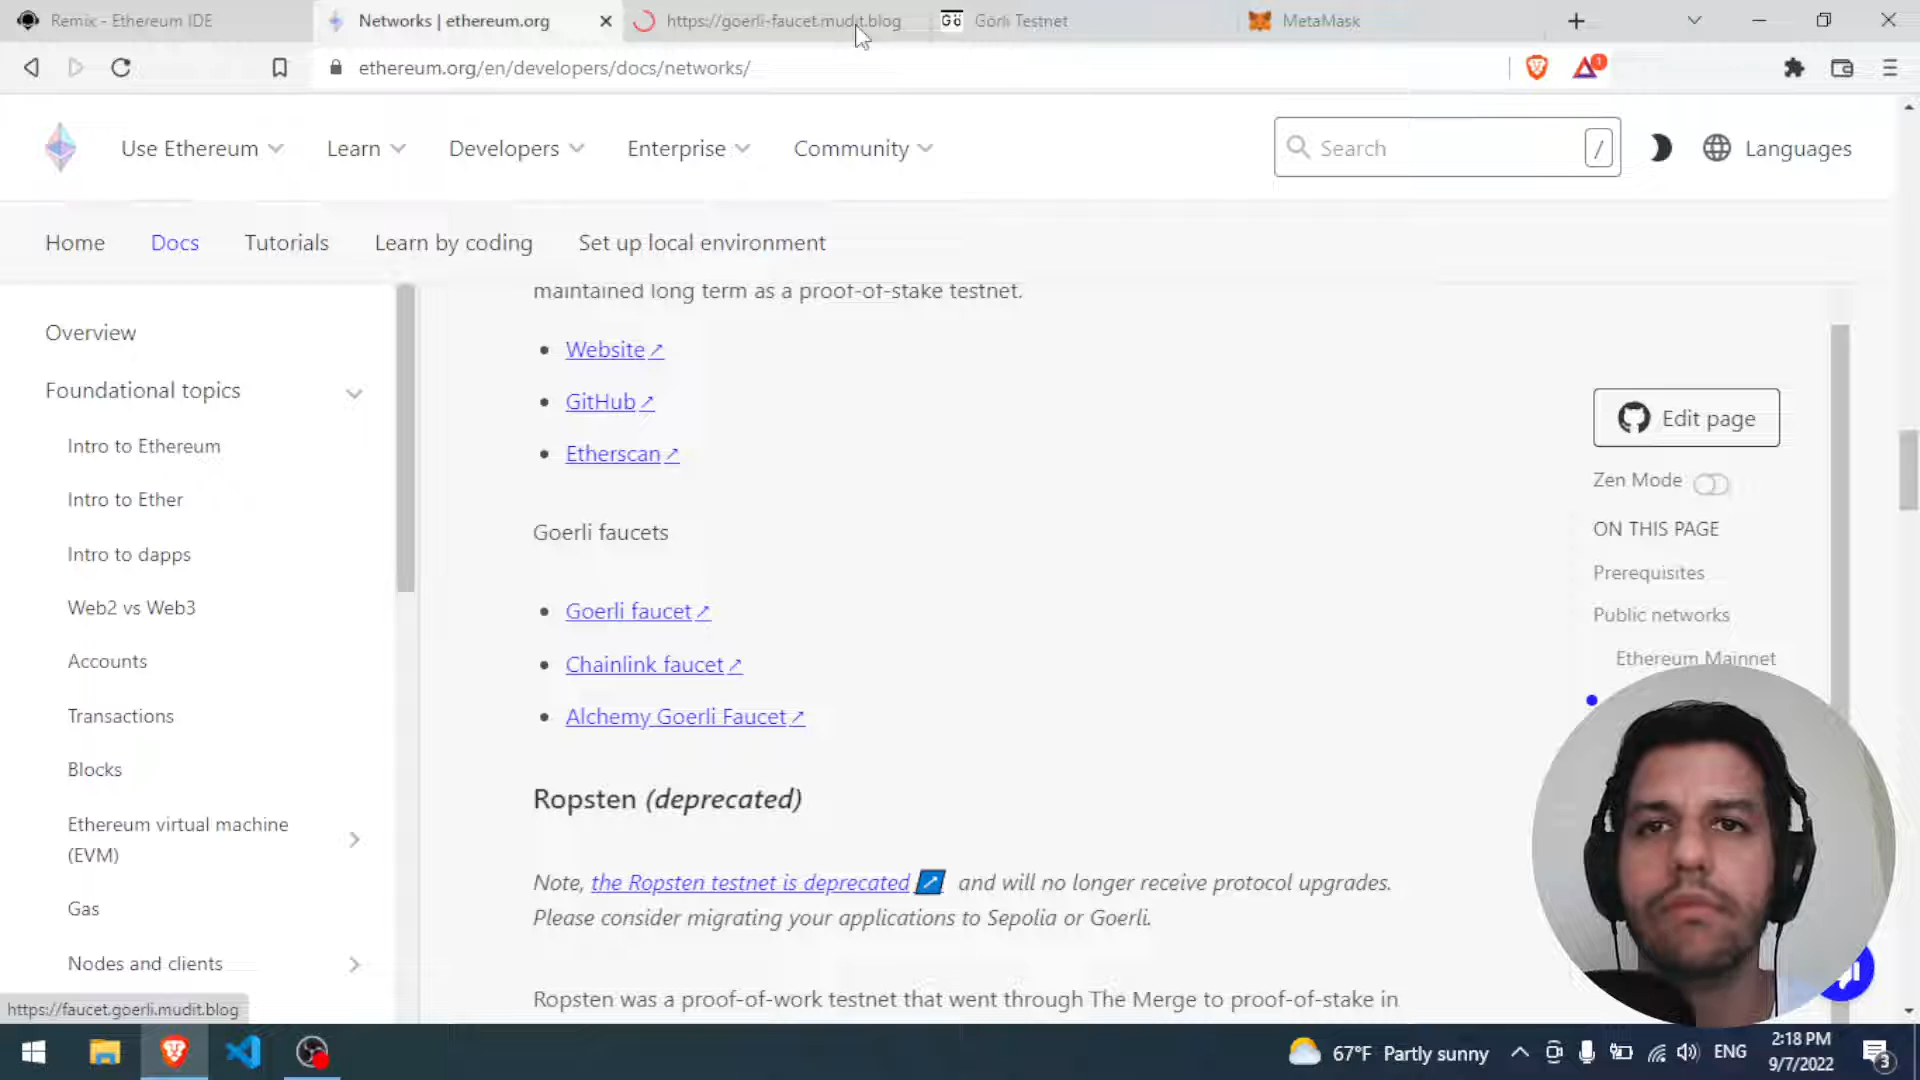 Remix - Ethereum IDE
Networks | ethereum.org
https://goerli-faucet.mudit.blog
Gö
Görli Testnet
MetaMask
ethereum.org/en/developers/docs/networks/
1
Use Ethereum
Learn
Developers
Enterprise
Community
Search
/
Languages
Home
Docs
Tutorials
Learn by coding
Set up local environment
Overview
Foundational topics
Intro to Ethereum
Intro to Ether
Intro to dapps
Web2 vs Web3
Accounts
Transactions
Blocks
Ethereum virtual machine
(EVM)
Gas
Nodes and clients
maintained long term as a proof-of-stake testnet.
Website
GitHub
Etherscan
Goerli faucets
Goerli faucet
Chainlink faucet
Alchemy Goerli Faucet
Ropsten (deprecated)
Note, the Ropsten testnet is deprecated and will no longer receive protocol upgrades.
Please consider migrating your applications to Sepolia or Goerli.
Ropsten was a proof-of-work testnet that went through The Merge to proof-of-stake in
Edit page
Zen Mode
ON THIS PAGE
Prerequisites
Public networks
Ethereum Mainnet
https://faucet.goerli.mudit.blog
67°F Partly sunny
ENG
2:18 PM
9/7/2022
3